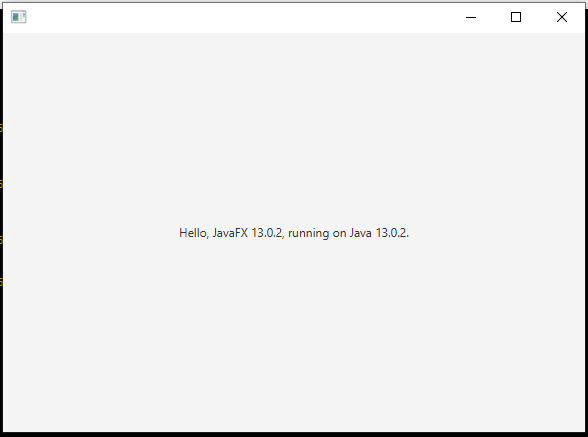 Hello, JavaFX 13.0.2, running on Java 13.0.2.